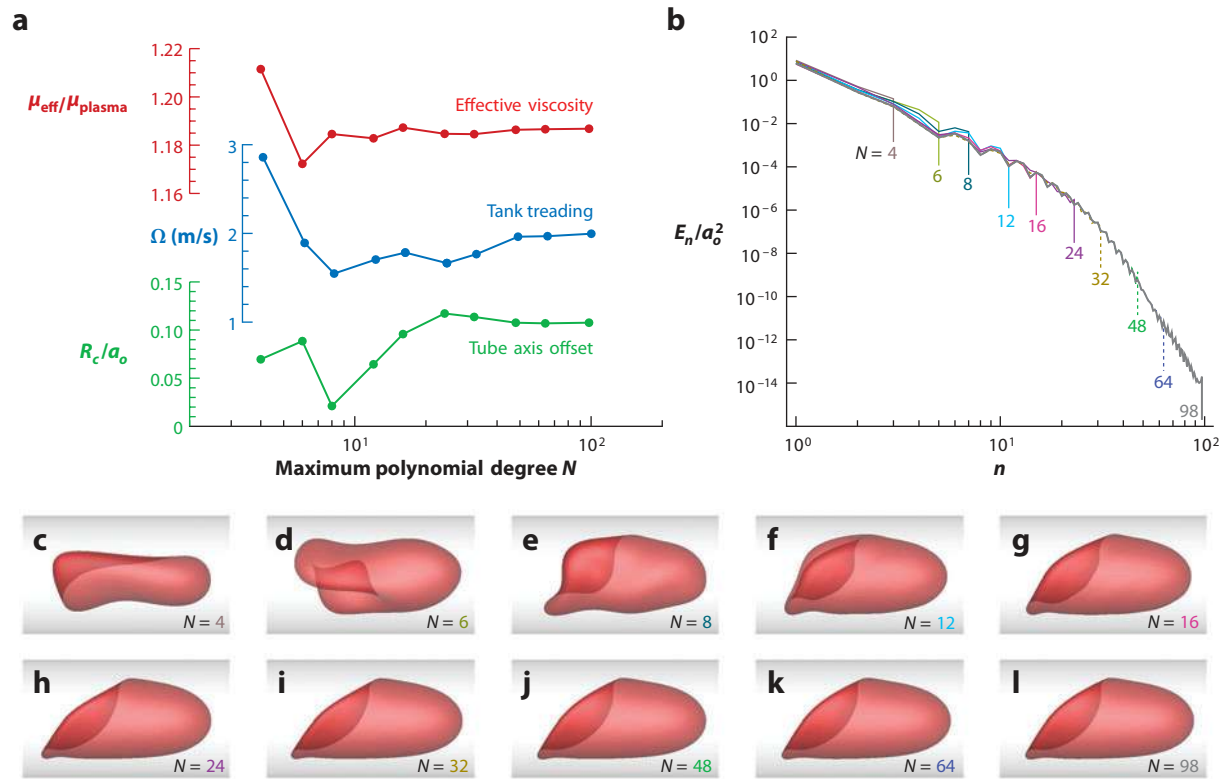 a
1.22
1.20
1.18
1.16
μeff/μplasma
Effective viscosity
3
2
1
Ω (m/s)
Tank treading
0.15
0.10
0.05
0
Rc/ao
Tube axis offset
10¹
10²
Maximum polynomial degree N
b
10²
10⁰
10⁻²
10⁻⁴
10⁻⁶
10⁻⁸
10⁻¹⁰
10⁻¹²
10⁻¹⁴
En/ao²
N = 4
6
8
12
16
24
32
48
64
98
10⁰
10¹
10²
n
c
N = 4
d
N = 6
e
N = 8
f
N = 12
g
N = 16
h
N = 24
i
N = 32
j
N = 48
k
N = 64
l
N = 98